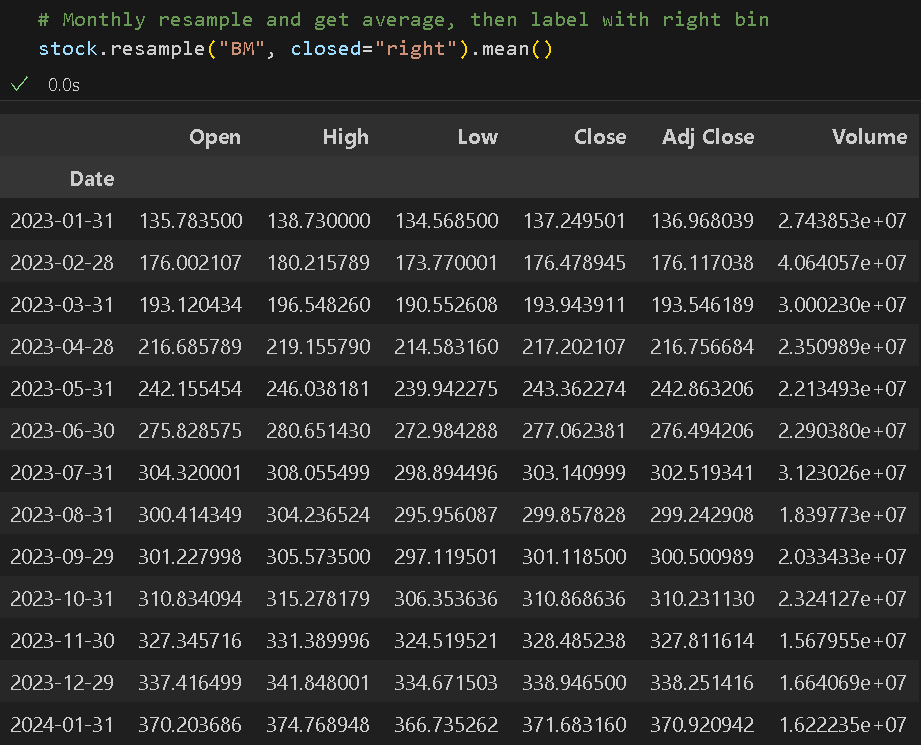 # Monthly resample and get average, then label with right bin
stock.resample("BM", closed="right").mean()
✓ 0.0s
Open High Low Close Adj Close Volume
Date
2023-01-31 135.783500 138.730000 134.568500 137.249501 136.968039 2.743853e+07
2023-02-28 176.002107 180.215789 173.770001 176.478945 176.117038 4.064057e+07
2023-03-31 193.120434 196.548260 190.552608 193.943911 193.546189 3.000230e+07
2023-04-28 216.685789 219.155790 214.583160 217.202107 216.756684 2.350989e+07
2023-05-31 242.155454 246.038181 239.942275 243.362274 242.863206 2.213493e+07
2023-06-30 275.828575 280.651430 272.984288 277.062381 276.494206 2.290380e+07
2023-07-31 304.320001 308.055499 298.894496 303.140999 302.519341 3.123026e+07
2023-08-31 300.414349 304.236524 295.956087 299.857828 299.242908 1.839773e+07
2023-09-29 301.227998 305.573500 297.119501 301.118500 300.500989 2.033433e+07
2023-10-31 310.834094 315.278179 306.353636 310.868636 310.231130 2.324127e+07
2023-11-30 327.345716 331.389996 324.519521 328.485238 327.811614 1.567955e+07
2023-12-29 337.416499 341.848001 334.671503 338.946500 338.251416 1.664069e+07
2024-01-31 370.203686 374.768948 366.735262 371.683160 370.920942 1.622235e+07